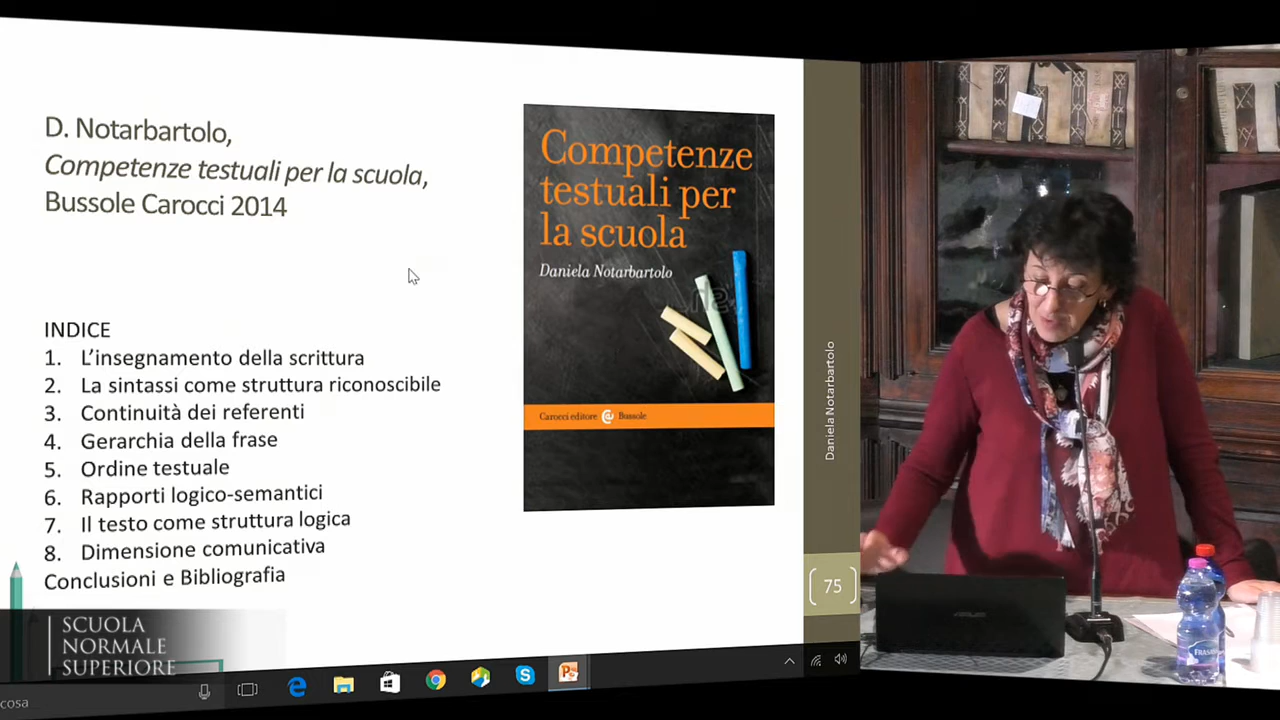 D. Notarbartolo,
Competenze testuali per la scuola,
Bussole Carocci 2014
INDICE
1. L'insegnamento della scrittura
2. La sintassi come struttura riconoscibile
3. Continuità dei referenti
4. Gerarchia della frase
5. Ordine testuale
6. Rapporti logico-semantici
7. Il testo come struttura logica
8. Dimensione comunicativa
Conclusioni e Bibliografia
Competenze
testuali per
la scuola
Daniela Notarbartolo
Carocci editore Bussole
Daniela Notarbartolo
75
SCUOLA
NORMALE
SUPERIORE
cosa
ASUS